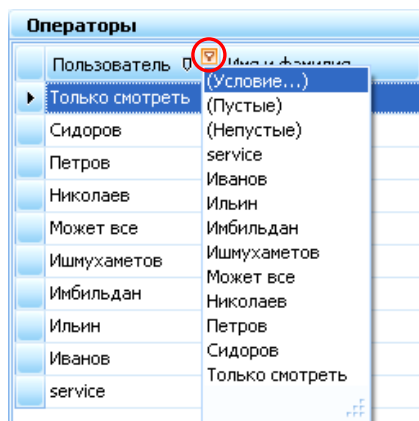 Операторы
Пользователь Имя и фамилия
Только смотреть
Сидоров
Петров
Николаев
Может все
Ишмухаметов
Имбильдан
Ильин
Иванов
service
(Условие...)
(Пустые)
(Непустые)
service
Иванов
Ильин
Имбильдан
Ишмухаметов
Может все
Николаев
Петров
Сидоров
Только смотреть